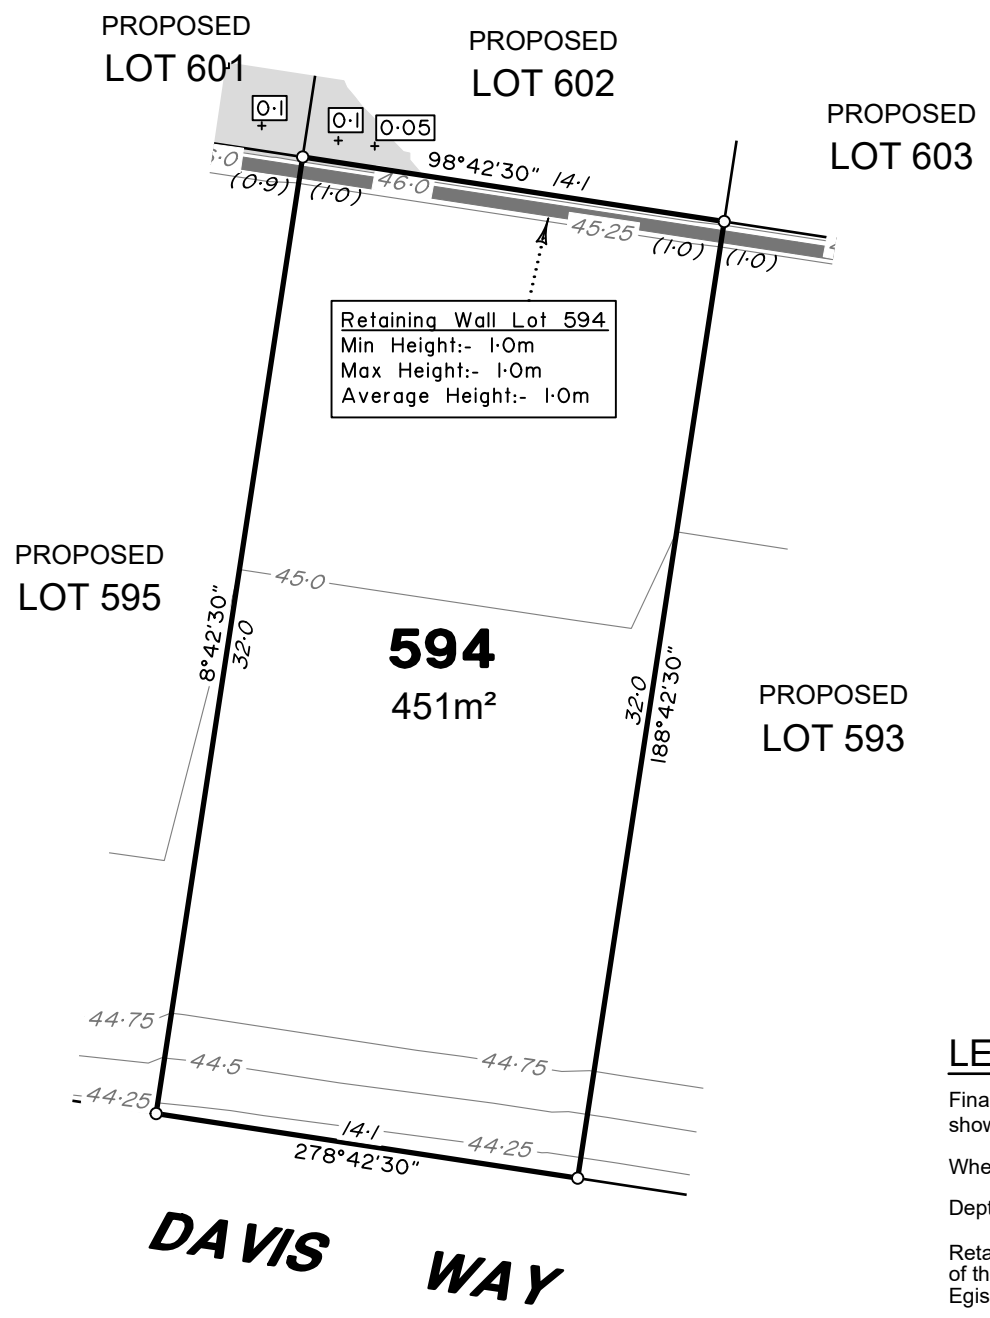 PROPOSED
LOT 601
PROPOSED
LOT 602
PROPOSED
LOT 603
0·1
0·1
0·05
98°42'30" 14·1
46·0
(0·9)
(1·0)
45·25
(1·0)
(1·0)
Retaining Wall Lot 594
Min Height:- 1·0m
Max Height:- 1·0m
Average Height:- 1·0m
PROPOSED
LOT 595
45·0
8°42'30"
32·0
594
451m²
32·0
188°42'30"
PROPOSED
LOT 593
44·75
44·75
44·5
44·25
44·25
14·1
278°42'30"
DAVIS WAY